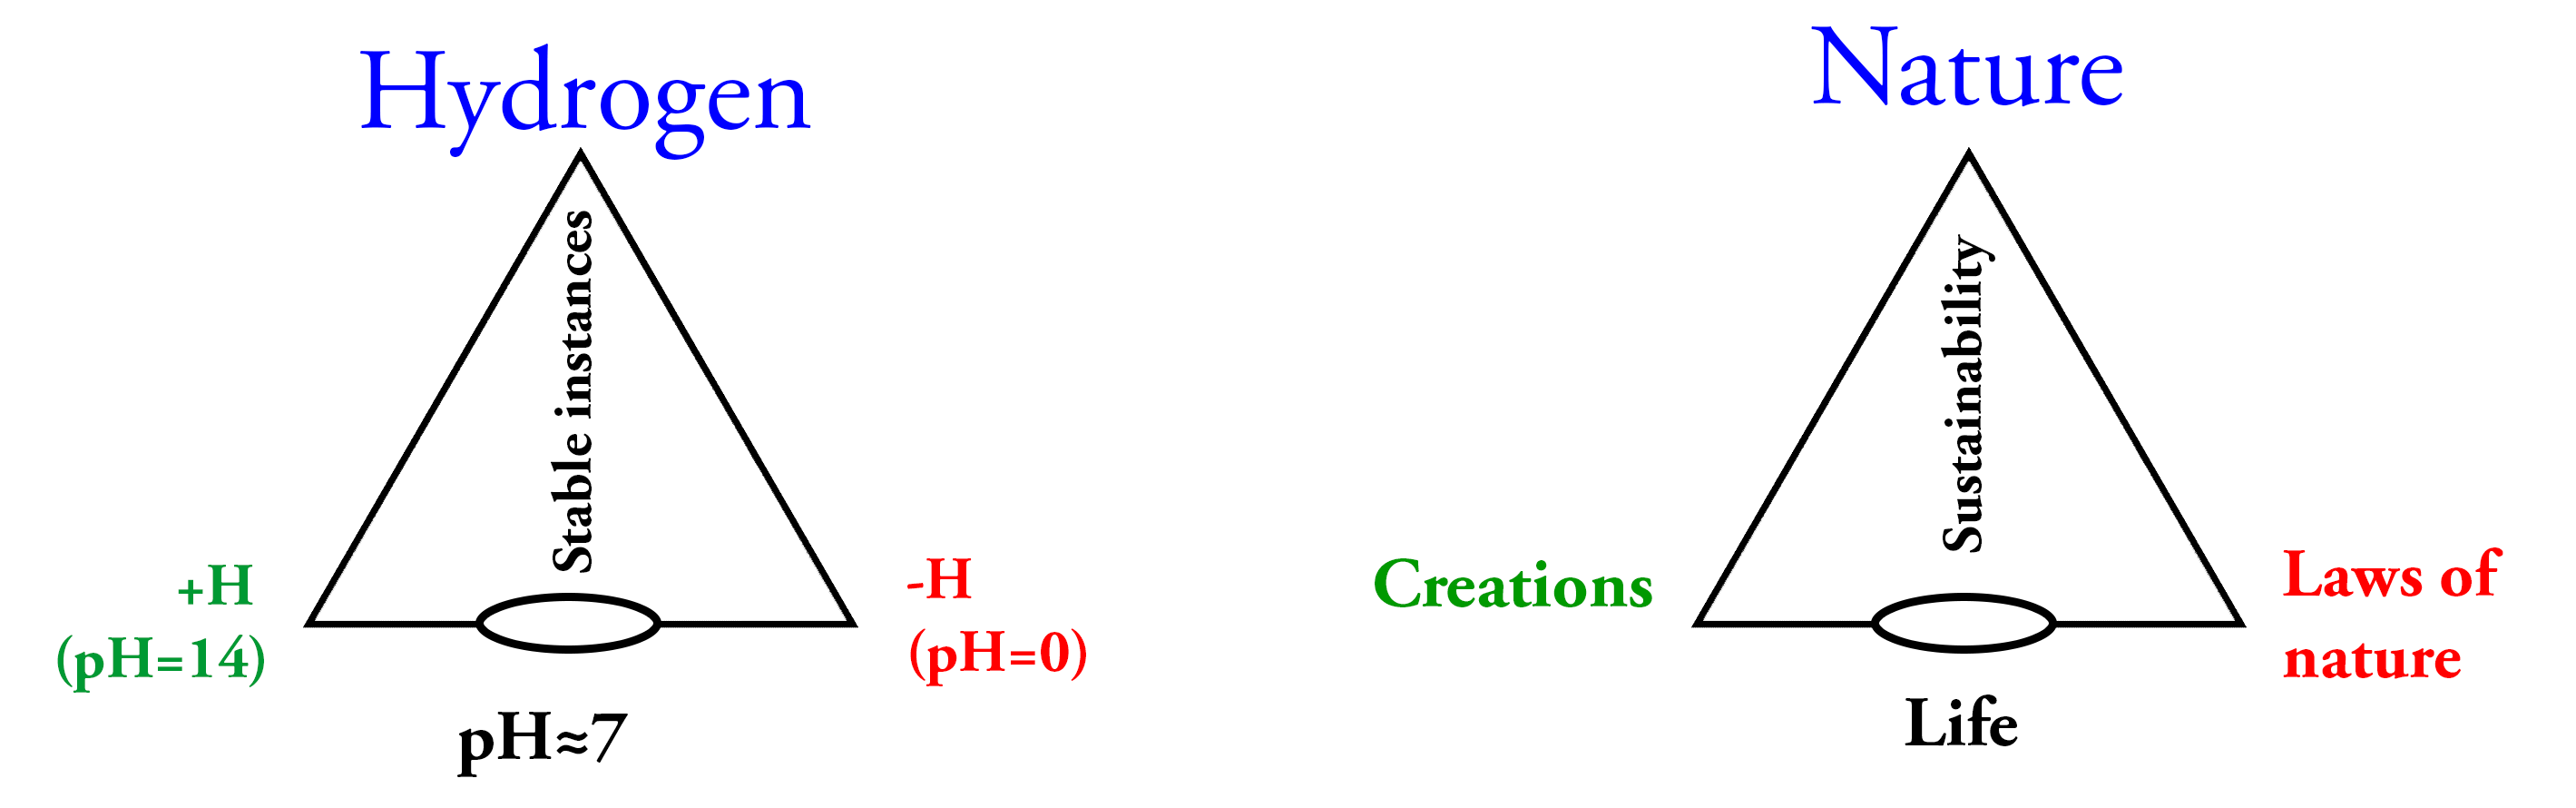 Hydrogen
Stable instances
+H
(pH=14)
-H
(pH=0)
pH≈7
Nature
Sustainability
Creations
Laws of
nature
Life